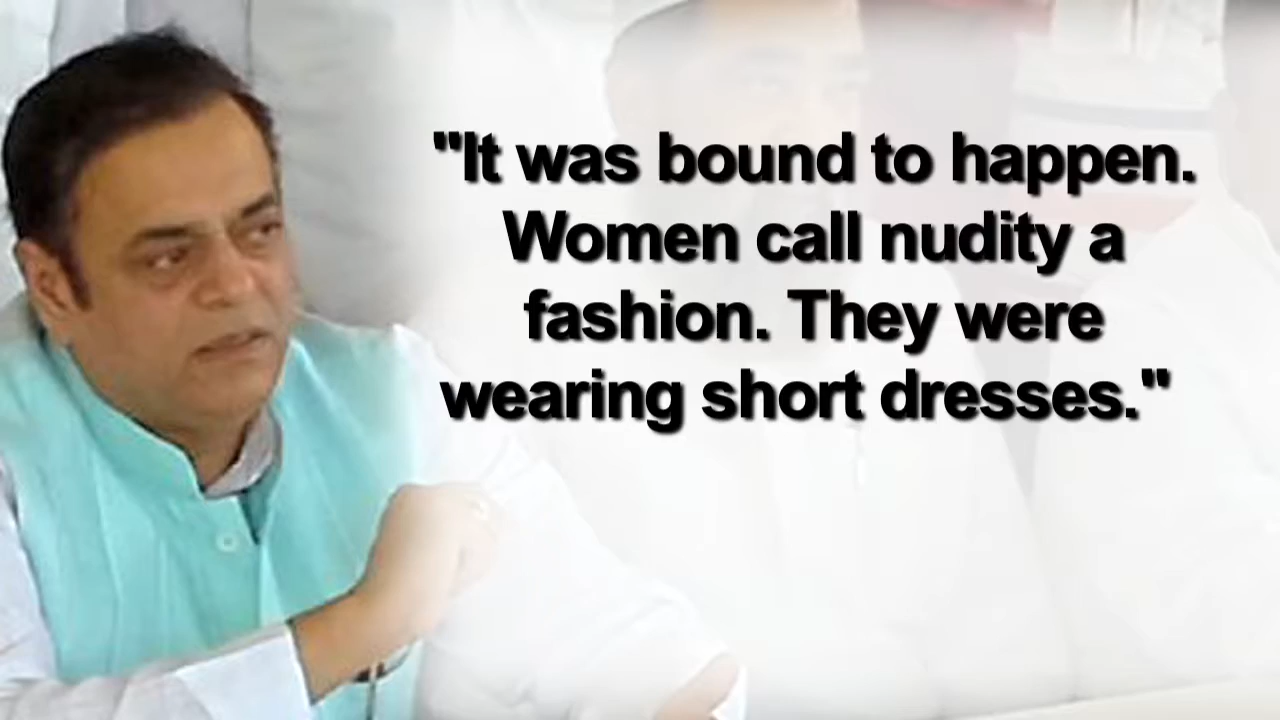 "It was bound to happen.
Women call nudity a
fashion. They were
wearing short dresses."